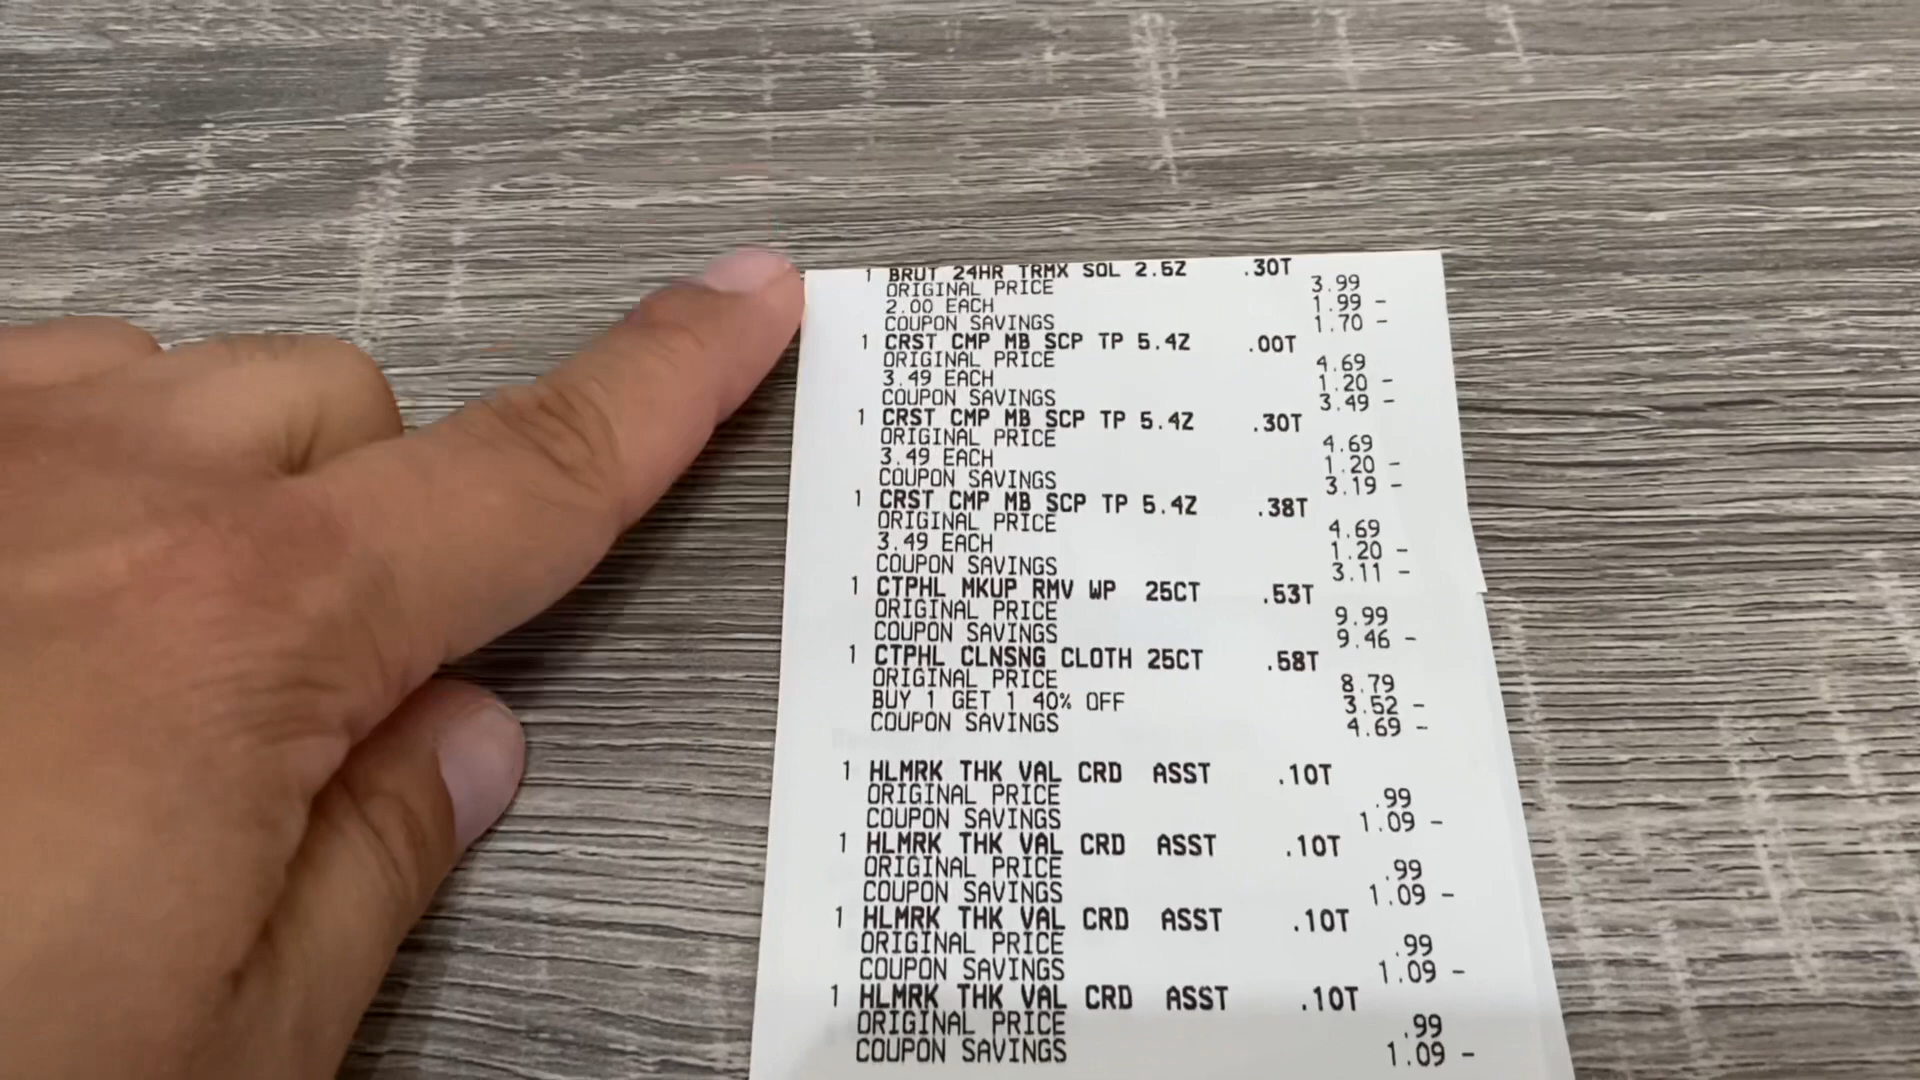 1 BRUT 24HR TRMX SOL 2.5Z .30T
ORIGINAL PRICE 3.99
2.00 EACH 1.99 -
COUPON SAVINGS 1.70 -
1 CRST CMP MB SCP TP 5.4Z .00T
ORIGINAL PRICE 4.69
3.49 EACH 1.20 -
COUPON SAVINGS 3.49 -
1 CRST CMP MB SCP TP 5.4Z .30T
ORIGINAL PRICE 4.69
3.49 EACH 1.20 -
COUPON SAVINGS 3.19 -
1 CRST CMP MB SCP TP 5.4Z .38T
ORIGINAL PRICE 4.69
3.49 EACH 1.20 -
COUPON SAVINGS 3.11 -
1 CTPHL MKUP RMV WP 25CT .53T
ORIGINAL PRICE 9.99
COUPON SAVINGS 9.46 -
1 CTPHL CLNSNG CLOTH 25CT .58T
ORIGINAL PRICE 8.79
BUY 1 GET 1 40% OFF 3.52 -
COUPON SAVINGS 4.69 -
1 HLMRK THK VAL CRD ASST .10T
ORIGINAL PRICE .99
COUPON SAVINGS 1.09 -
1 HLMRK THK VAL CRD ASST .10T
ORIGINAL PRICE .99
COUPON SAVINGS 1.09 -
1 HLMRK THK VAL CRD ASST .10T
ORIGINAL PRICE .99
COUPON SAVINGS 1.09 -
1 HLMRK THK VAL CRD ASST .10T
ORIGINAL PRICE .99
COUPON SAVINGS 1.09 -